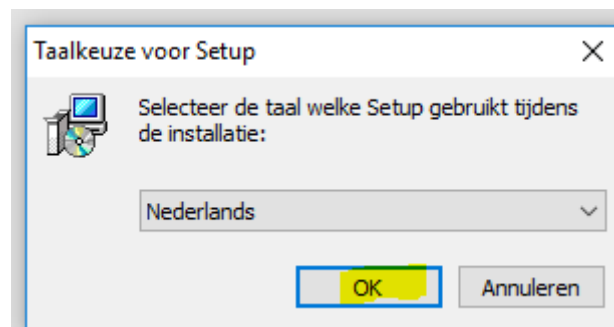 Taalkeuze voor Setup
Selecteer de taal welke Setup gebruikt tijdens
de installatie:
Nederlands
OK
Annuleren